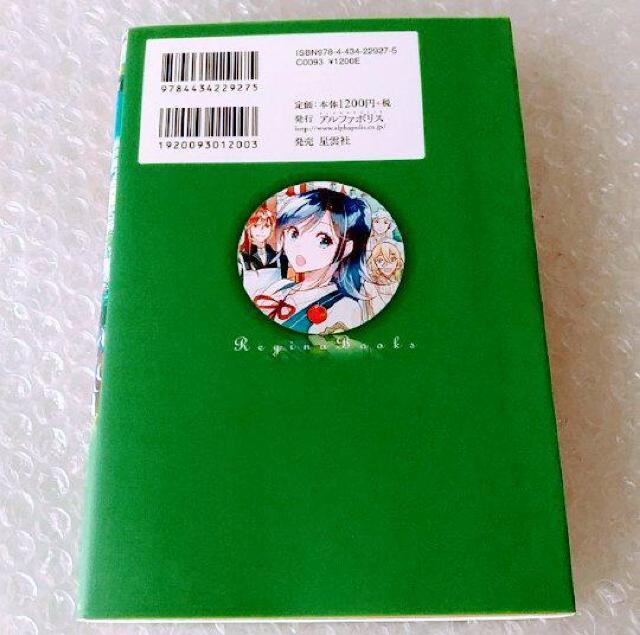 ISBN978-4-434-22927-5
C0093 ¥1200E
9784434229275
定価：本体1200円+税
発行 アルファポリス
http://www.alphapolis.co.jp/
発売 星雲社
1920093012003
Regina Books